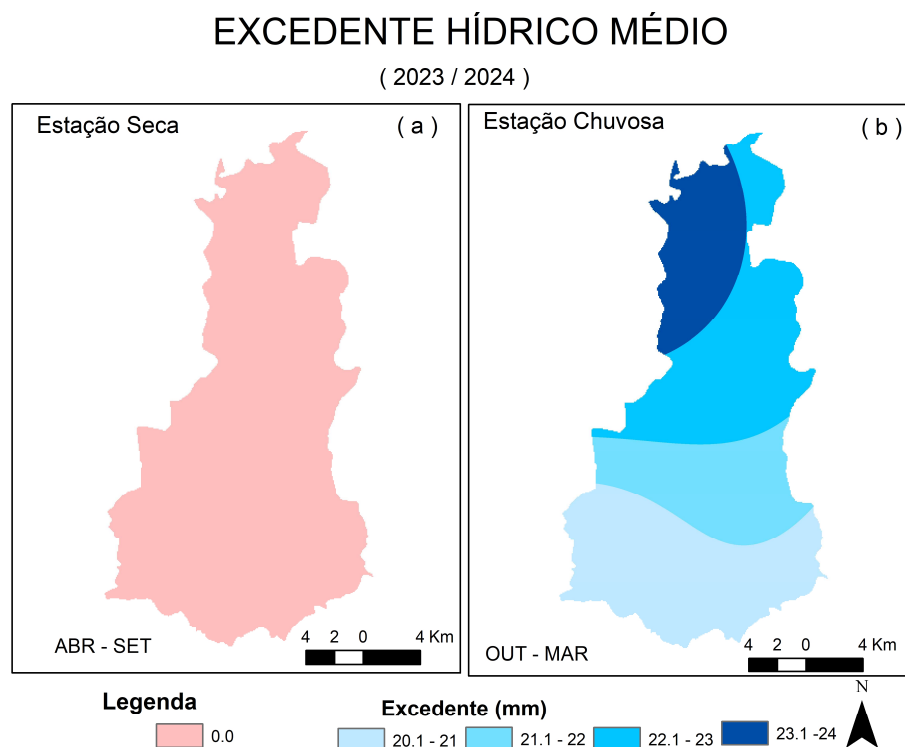 EXCEDENTE HÍDRICO MÉDIO
( 2023 / 2024 )
Estação Seca
( a )
ABR - SET
4 2 0 4 Km
Estação Chuvosa
( b )
OUT - MAR
4 2 0 4 Km
N
Legenda
0.0
Excedente (mm)
20.1 - 21
21.1 - 22
22.1 - 23
23.1 -24